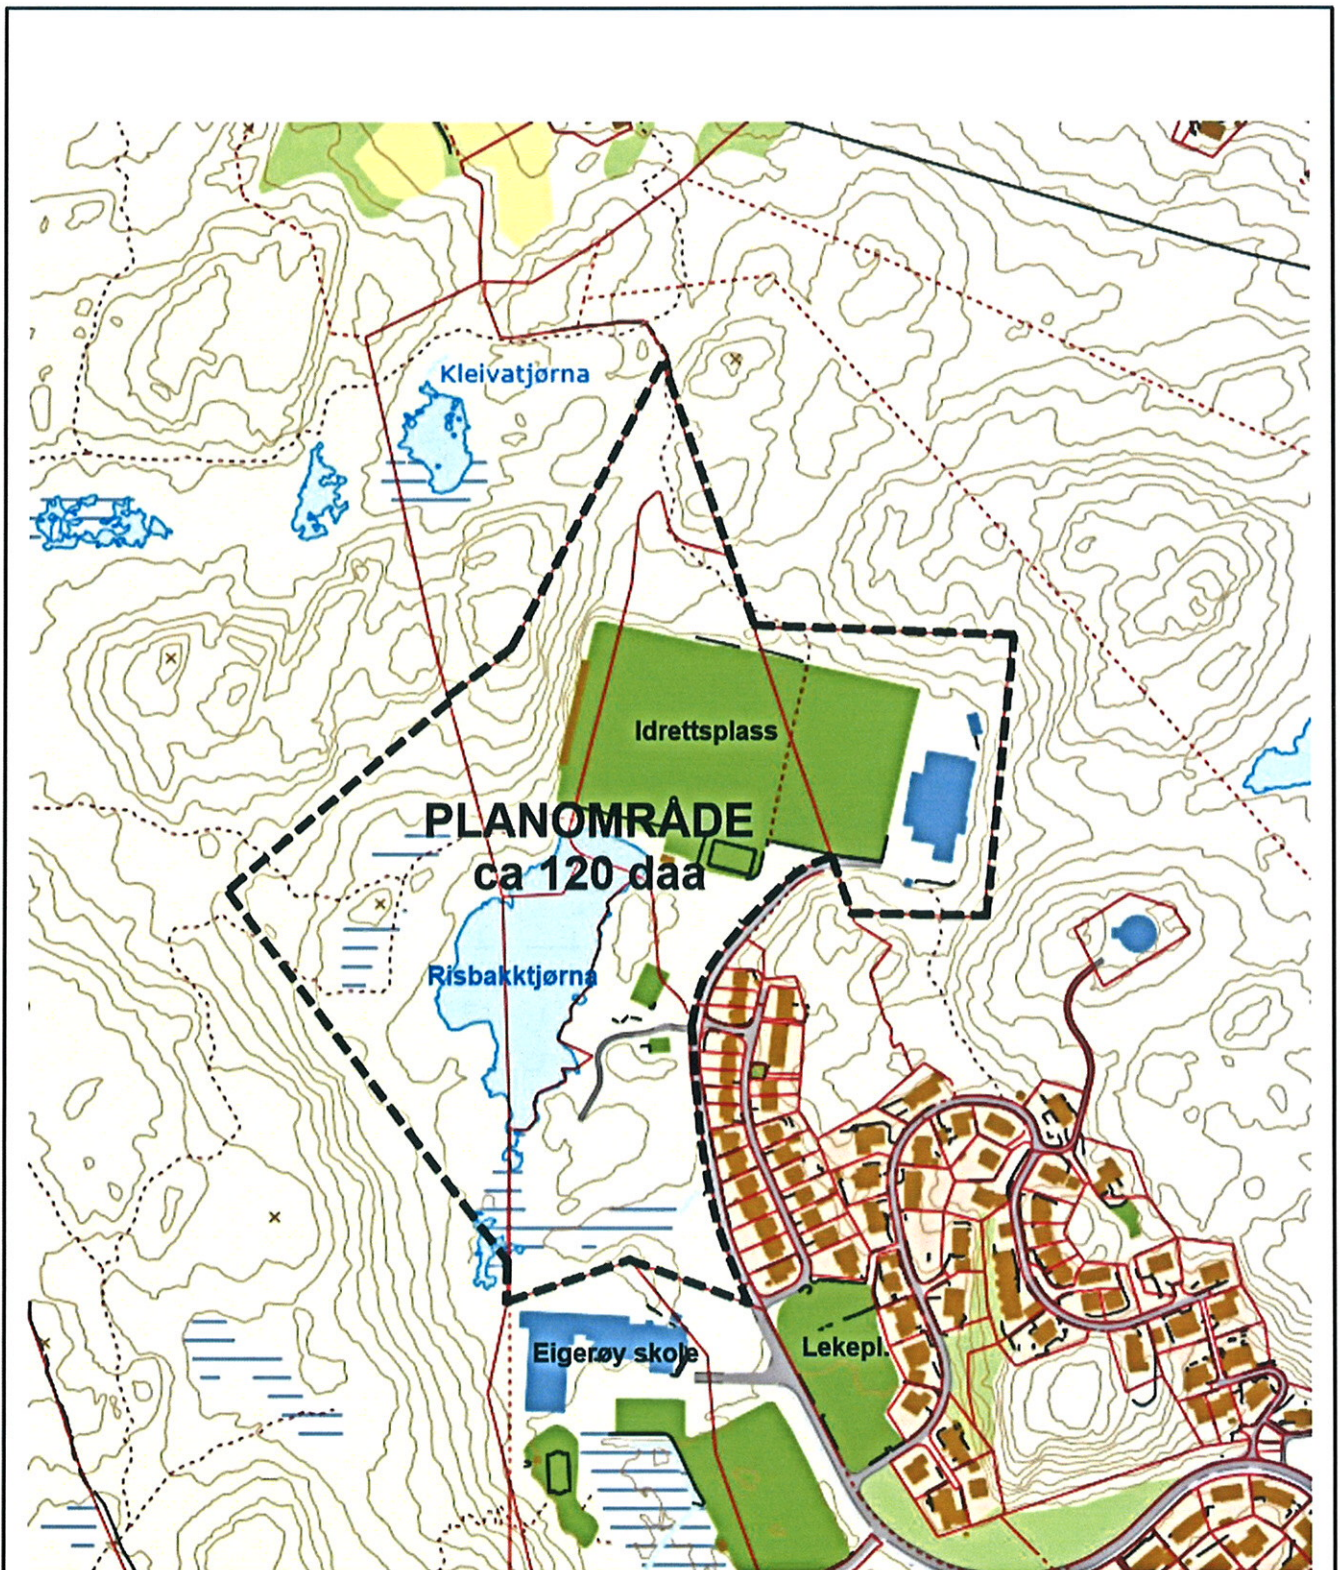 Kleivatjørna
Idrettsplass
PLANOMRÅDE
ca 120 daa
Risbakktjørna
Eigerøy skole
Lekepl.